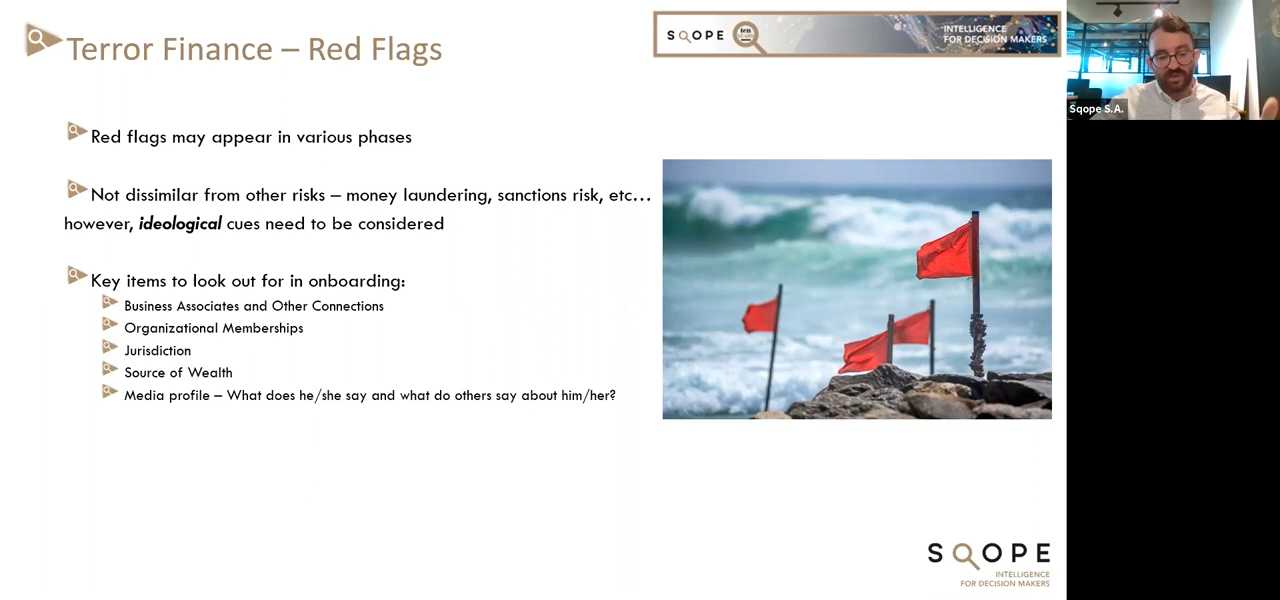 Terror Finance – Red Flags
SQOPE
ten
INTELLIGENCE
FOR DECISION MAKERS
Sqope S.A.
Red flags may appear in various phases
Not dissimilar from other risks – money laundering, sanctions risk, etc...
however, ideological cues need to be considered
Key items to look out for in onboarding:
Business Associates and Other Connections
Organizational Memberships
Jurisdiction
Source of Wealth
Media profile – What does he/she say and what do others say about him/her?
SQOPE
INTELLIGENCE
FOR DECISION MAKERS